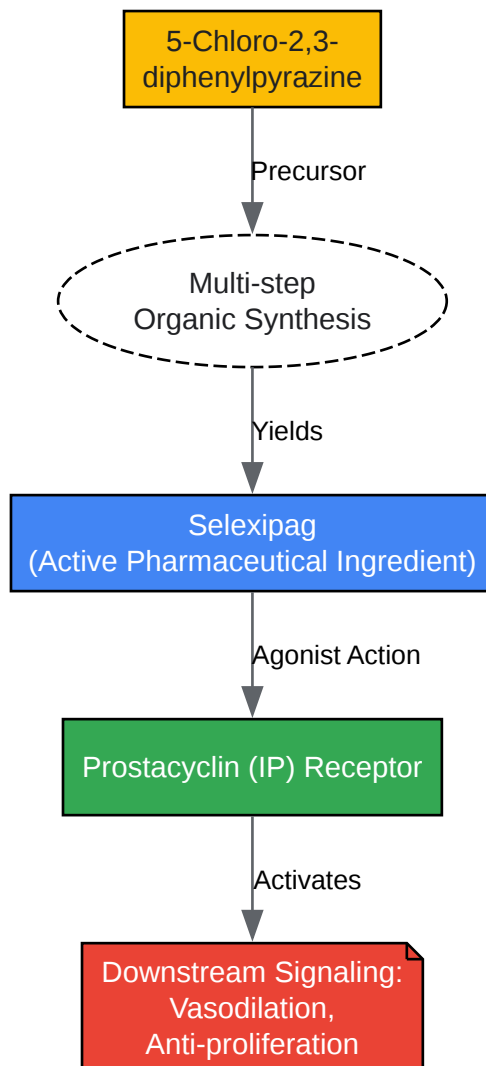 5-Chloro-2,3-
diphenylpyrazine
Precursor
Multi-step
Organic Synthesis
Yields
Selexipag
(Active Pharmaceutical Ingredient)
Agonist Action
Prostacyclin (IP) Receptor
Activates
Downstream Signaling:
Vasodilation,
Anti-proliferation